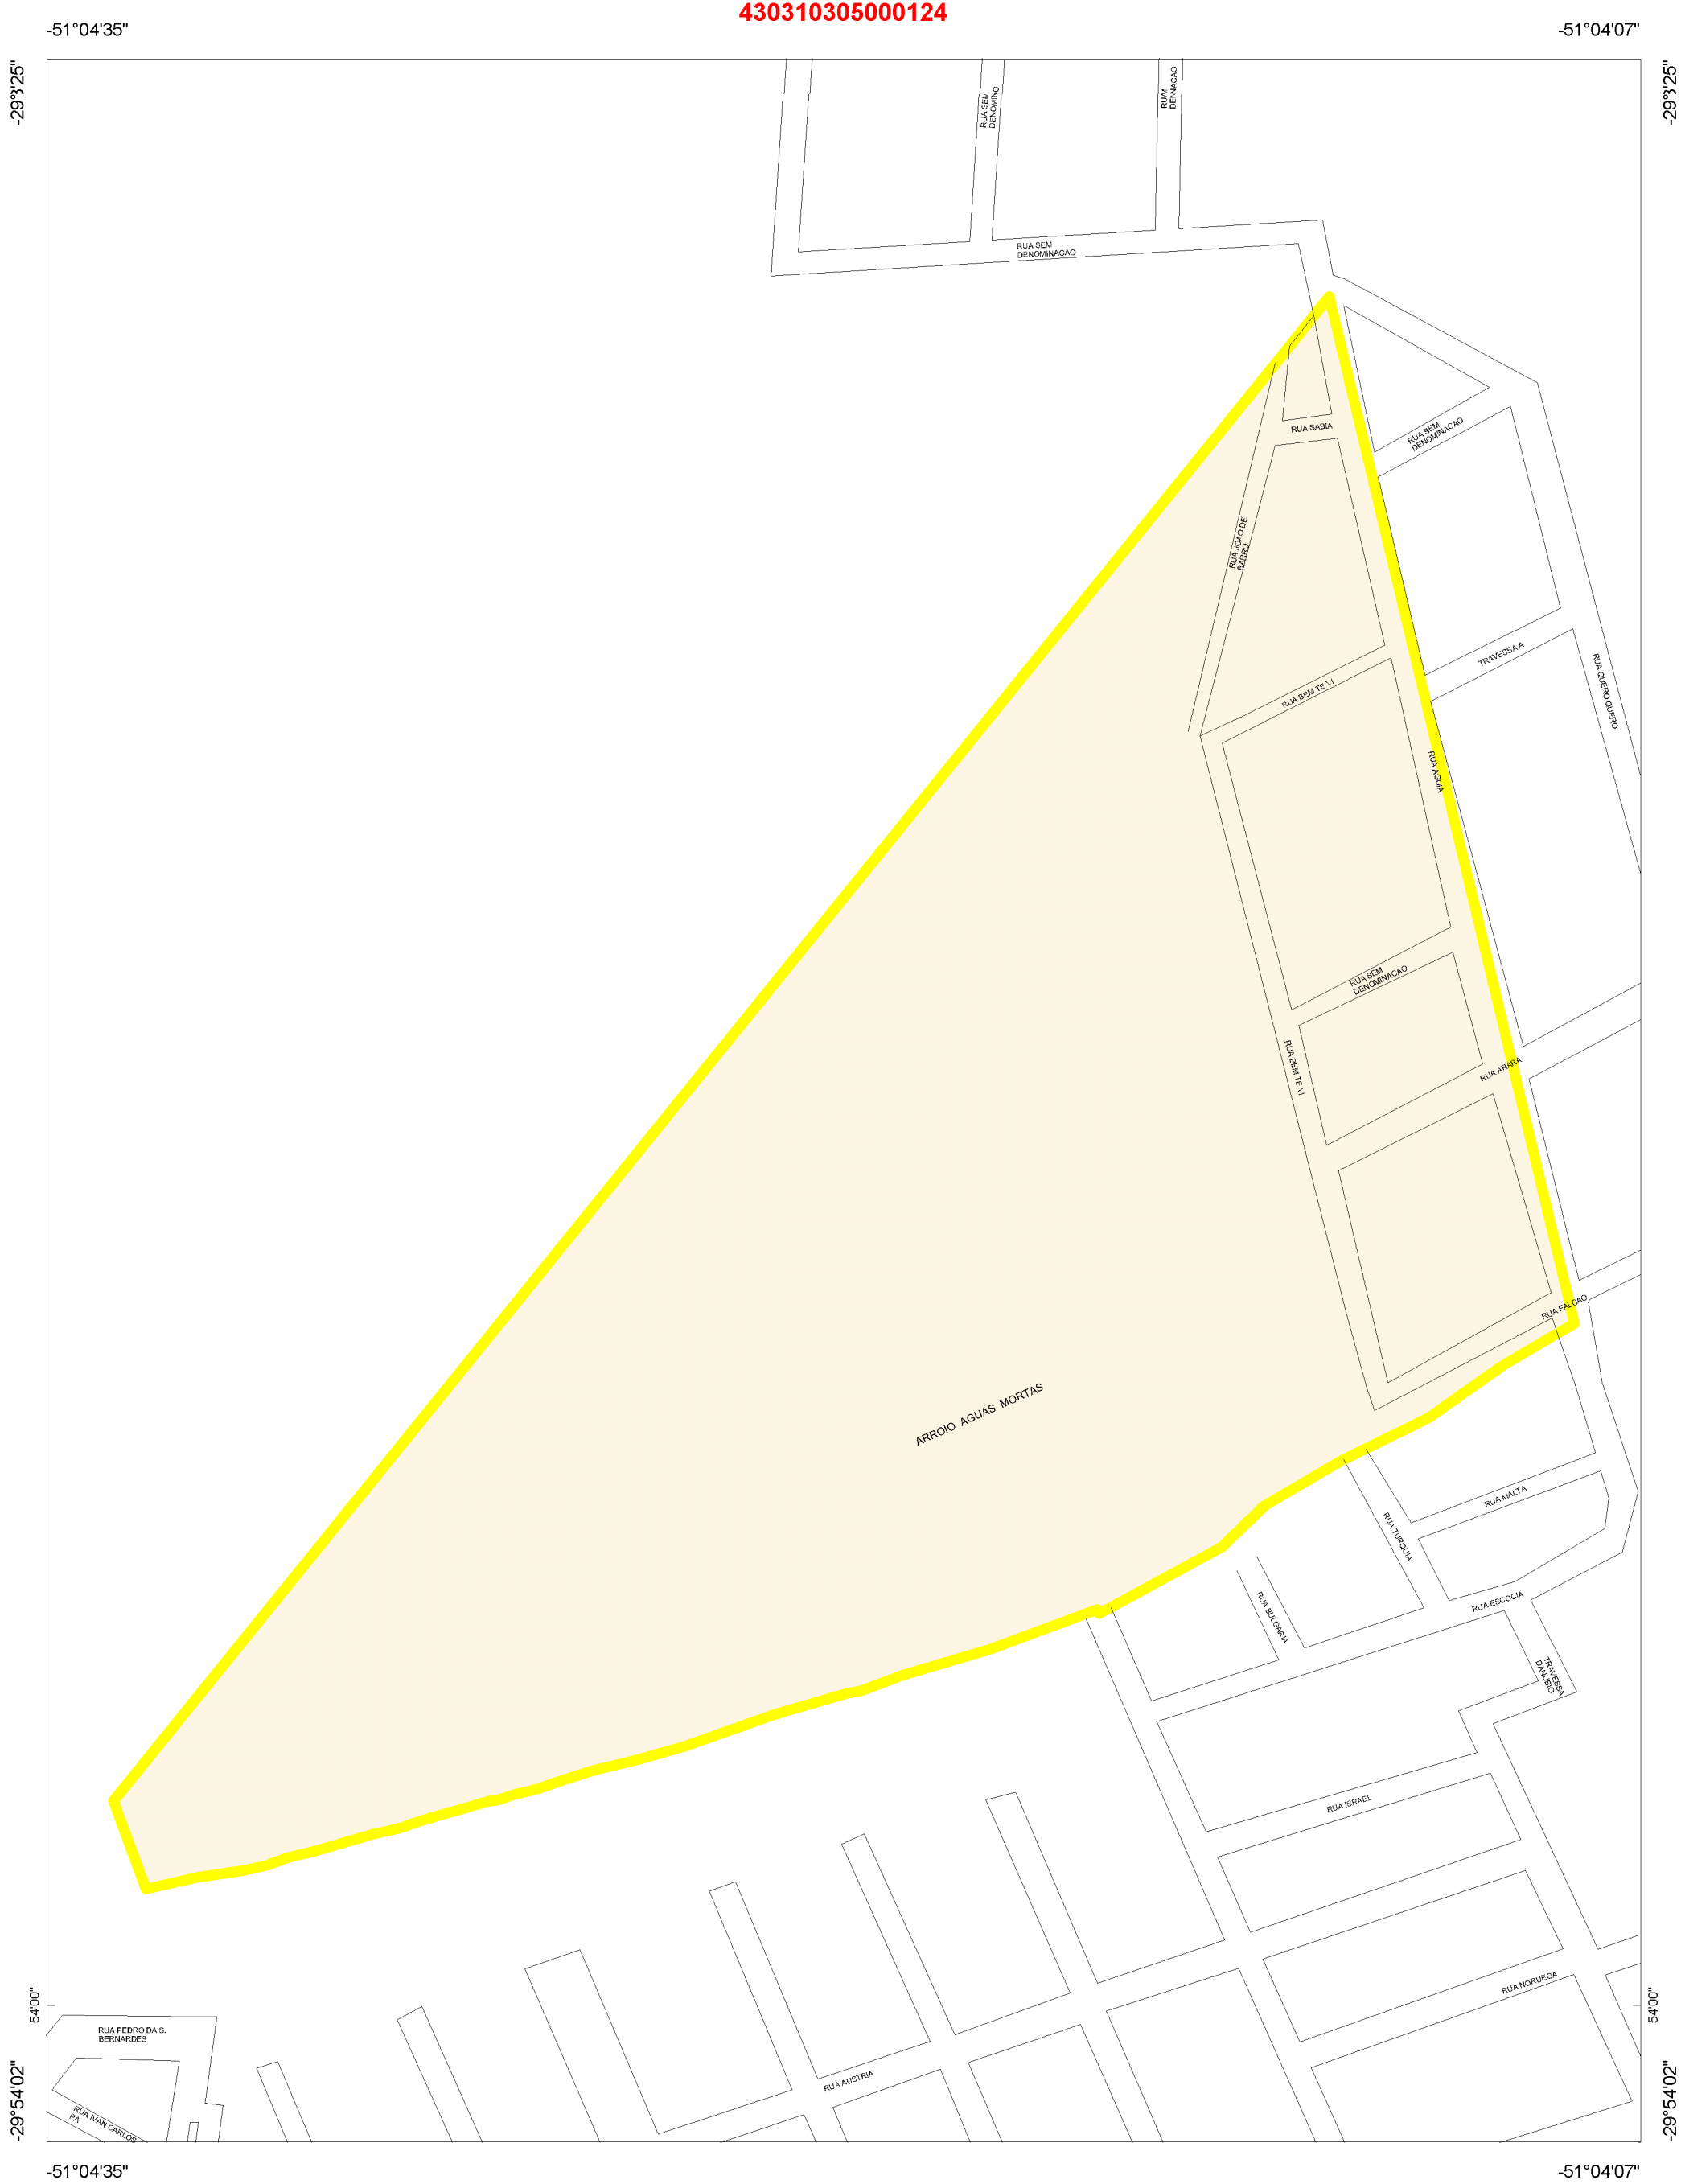 430310305000124
-51°04'35"
-51°04'07"
-29°3'25"
-29°3'25"
RUA SEM
DENOMINO
RUAM
DENNACAO
RUA SEM
DENOMINACAO
RUA SABIA
RUA SEM
DENOMINACAO
RUA JOAO DE
BARRO
TRAVESSA A
RUA QUERO QUERO
RUA BEM TE VI
RUA AGUIA
RUA SEM
DENOMINACAO
RUA BEM TE VI
RUA ARARA
RUA FALCAO
ARROIO AGUAS MORTAS
RUA MALTA
RUA TURQUIA
RUA ESCOCIA
RUA BULGARIA
TRAVESSA
DANUBIO
RUA ISRAEL
RUA NORUEGA
54'00"
54'00"
RUA PEDRO DA S.
BERNARDES
RUA AUSTRIA
RUA IVAN CARLOS
PA
-29°54'02"
-29°54'02"
-51°04'35"
-51°04'07"